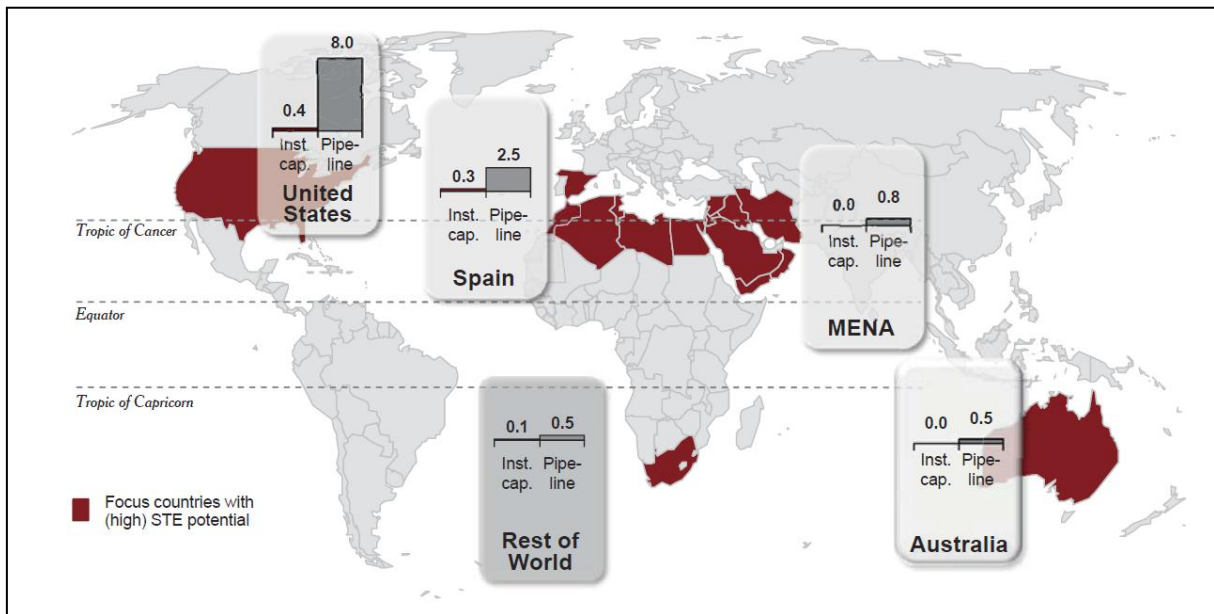 8.0
0.4
Inst. Pipe-
cap. line
United
States
2.5
0.3
Inst. Pipe-
cap. line
Spain
0.8
0.0
Inst. Pipe-
cap. line
MENA
Tropic of Cancer
Equator
Tropic of Capricorn
0.5
0.1
Inst. Pipe-
cap. line
Rest of
World
0.5
0.0
Inst. Pipe-
cap. line
Australia
Focus countries with
(high) STE potential